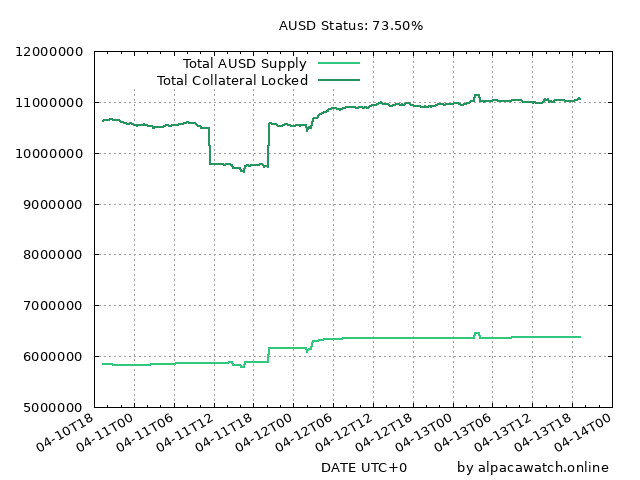 AUSD Status: 73.50%
Total AUSD Supply
Total Collateral Locked
12000000
11000000
10000000
9000000
8000000
7000000
6000000
5000000
04-10T18
04-11T00
04-11T06
04-11T12
04-11T18
04-12T00
04-12T06
04-12T12
04-12T18
04-13T00
04-13T06
04-13T12
04-13T18
04-14T00
DATE UTC+0
by alpacawatch.online